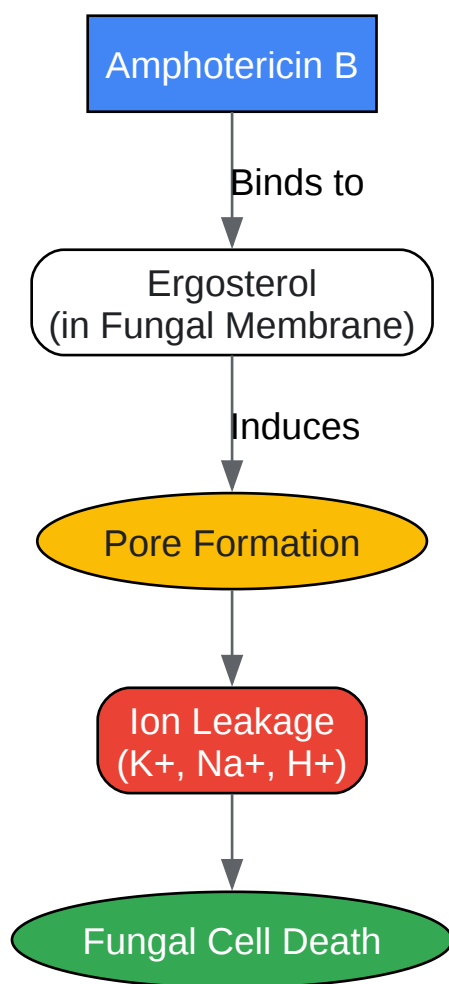 Amphotericin B
Binds to
Ergosterol
(in Fungal Membrane)
Induces
Pore Formation
Ion Leakage
(K+, Na+, H+)
Fungal Cell Death